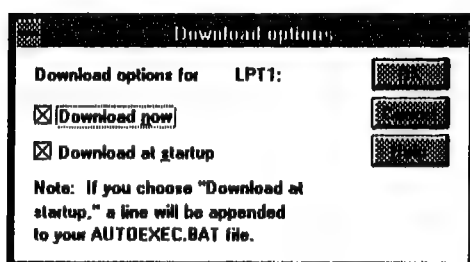 Download options
Download options for LPT1:
Download now
Download at startup
Note: If you choose "Download at
startup," a line will be appended
to your AUTOEXEC.BAT file.